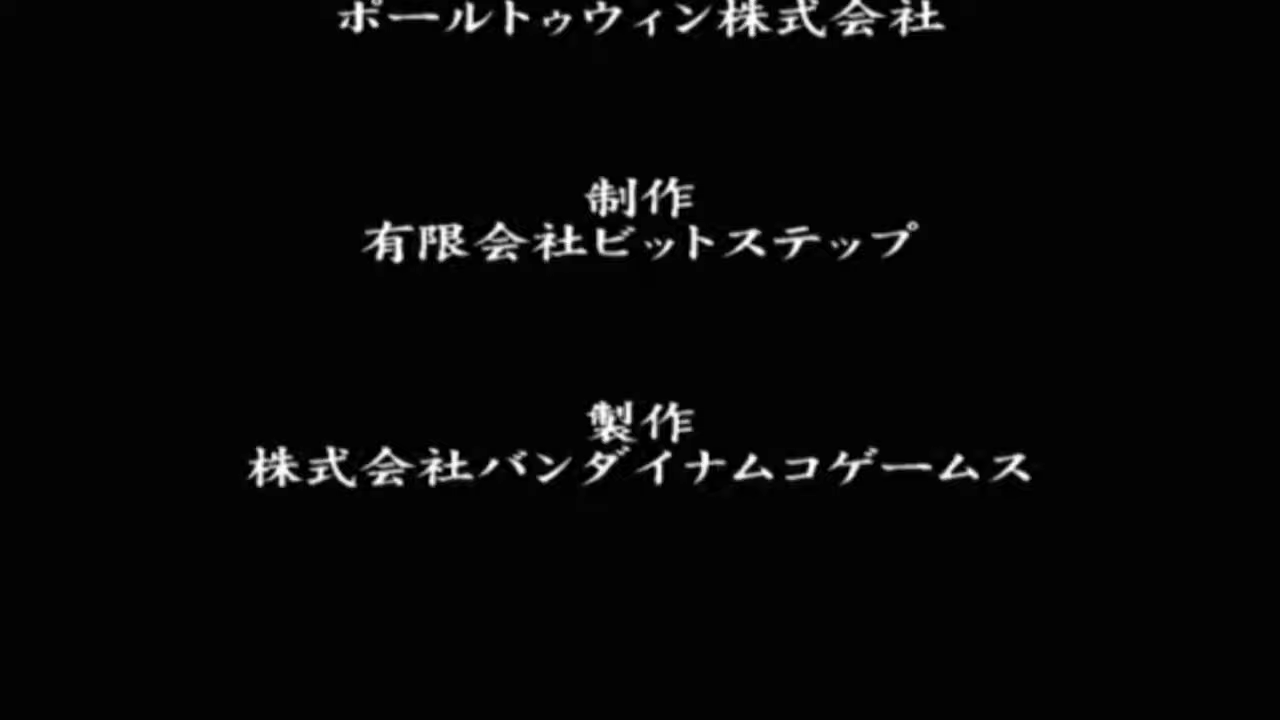 ポールトゥウィン株式会社
制作
有限会社ビットステップ
製作
株式会社バンダイナムコゲームス